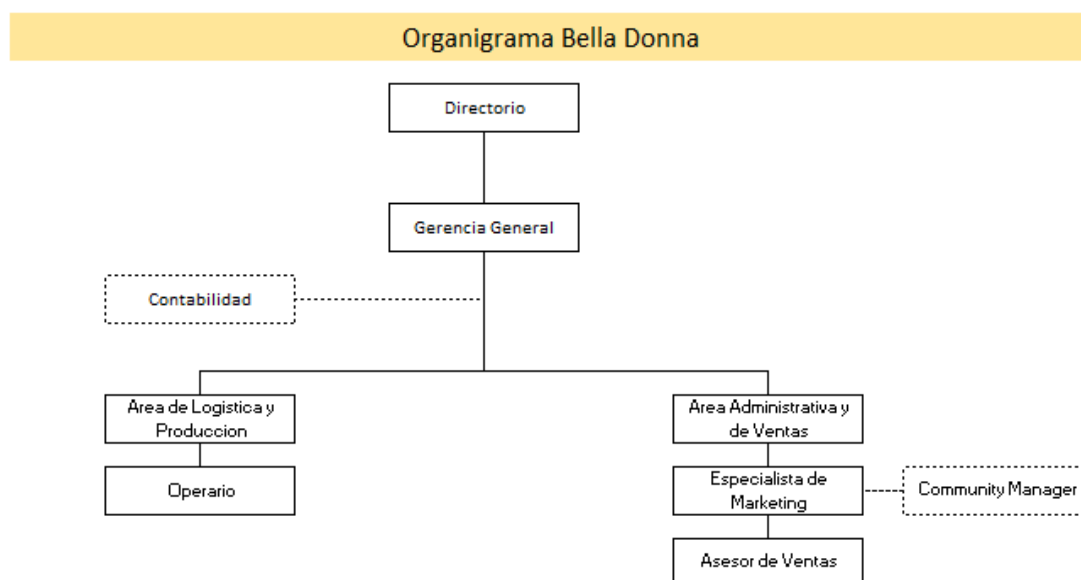 Organigrama Bella Donna
Directorio
Gerencia General
Contabilidad
Area de Logistica y
Produccion
Area Administrativa y
de Ventas
Operario
Especialista de
Marketing
Community Manager
Asesor de Ventas